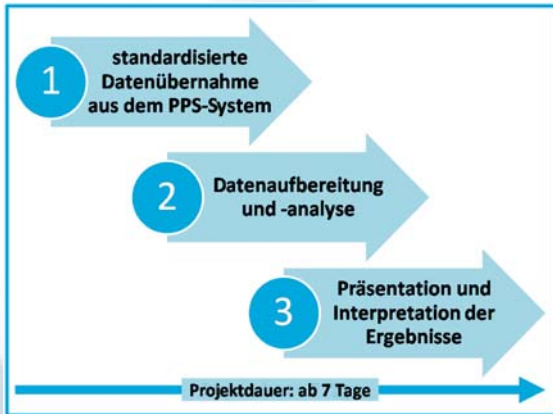 1
standardisierte
Datenübernahme
aus dem PPS-System
2
Datenaufbereitung
und -analyse
3
Präsentation und
Interpretation der
Ergebnisse
Projektdauer: ab 7 Tage